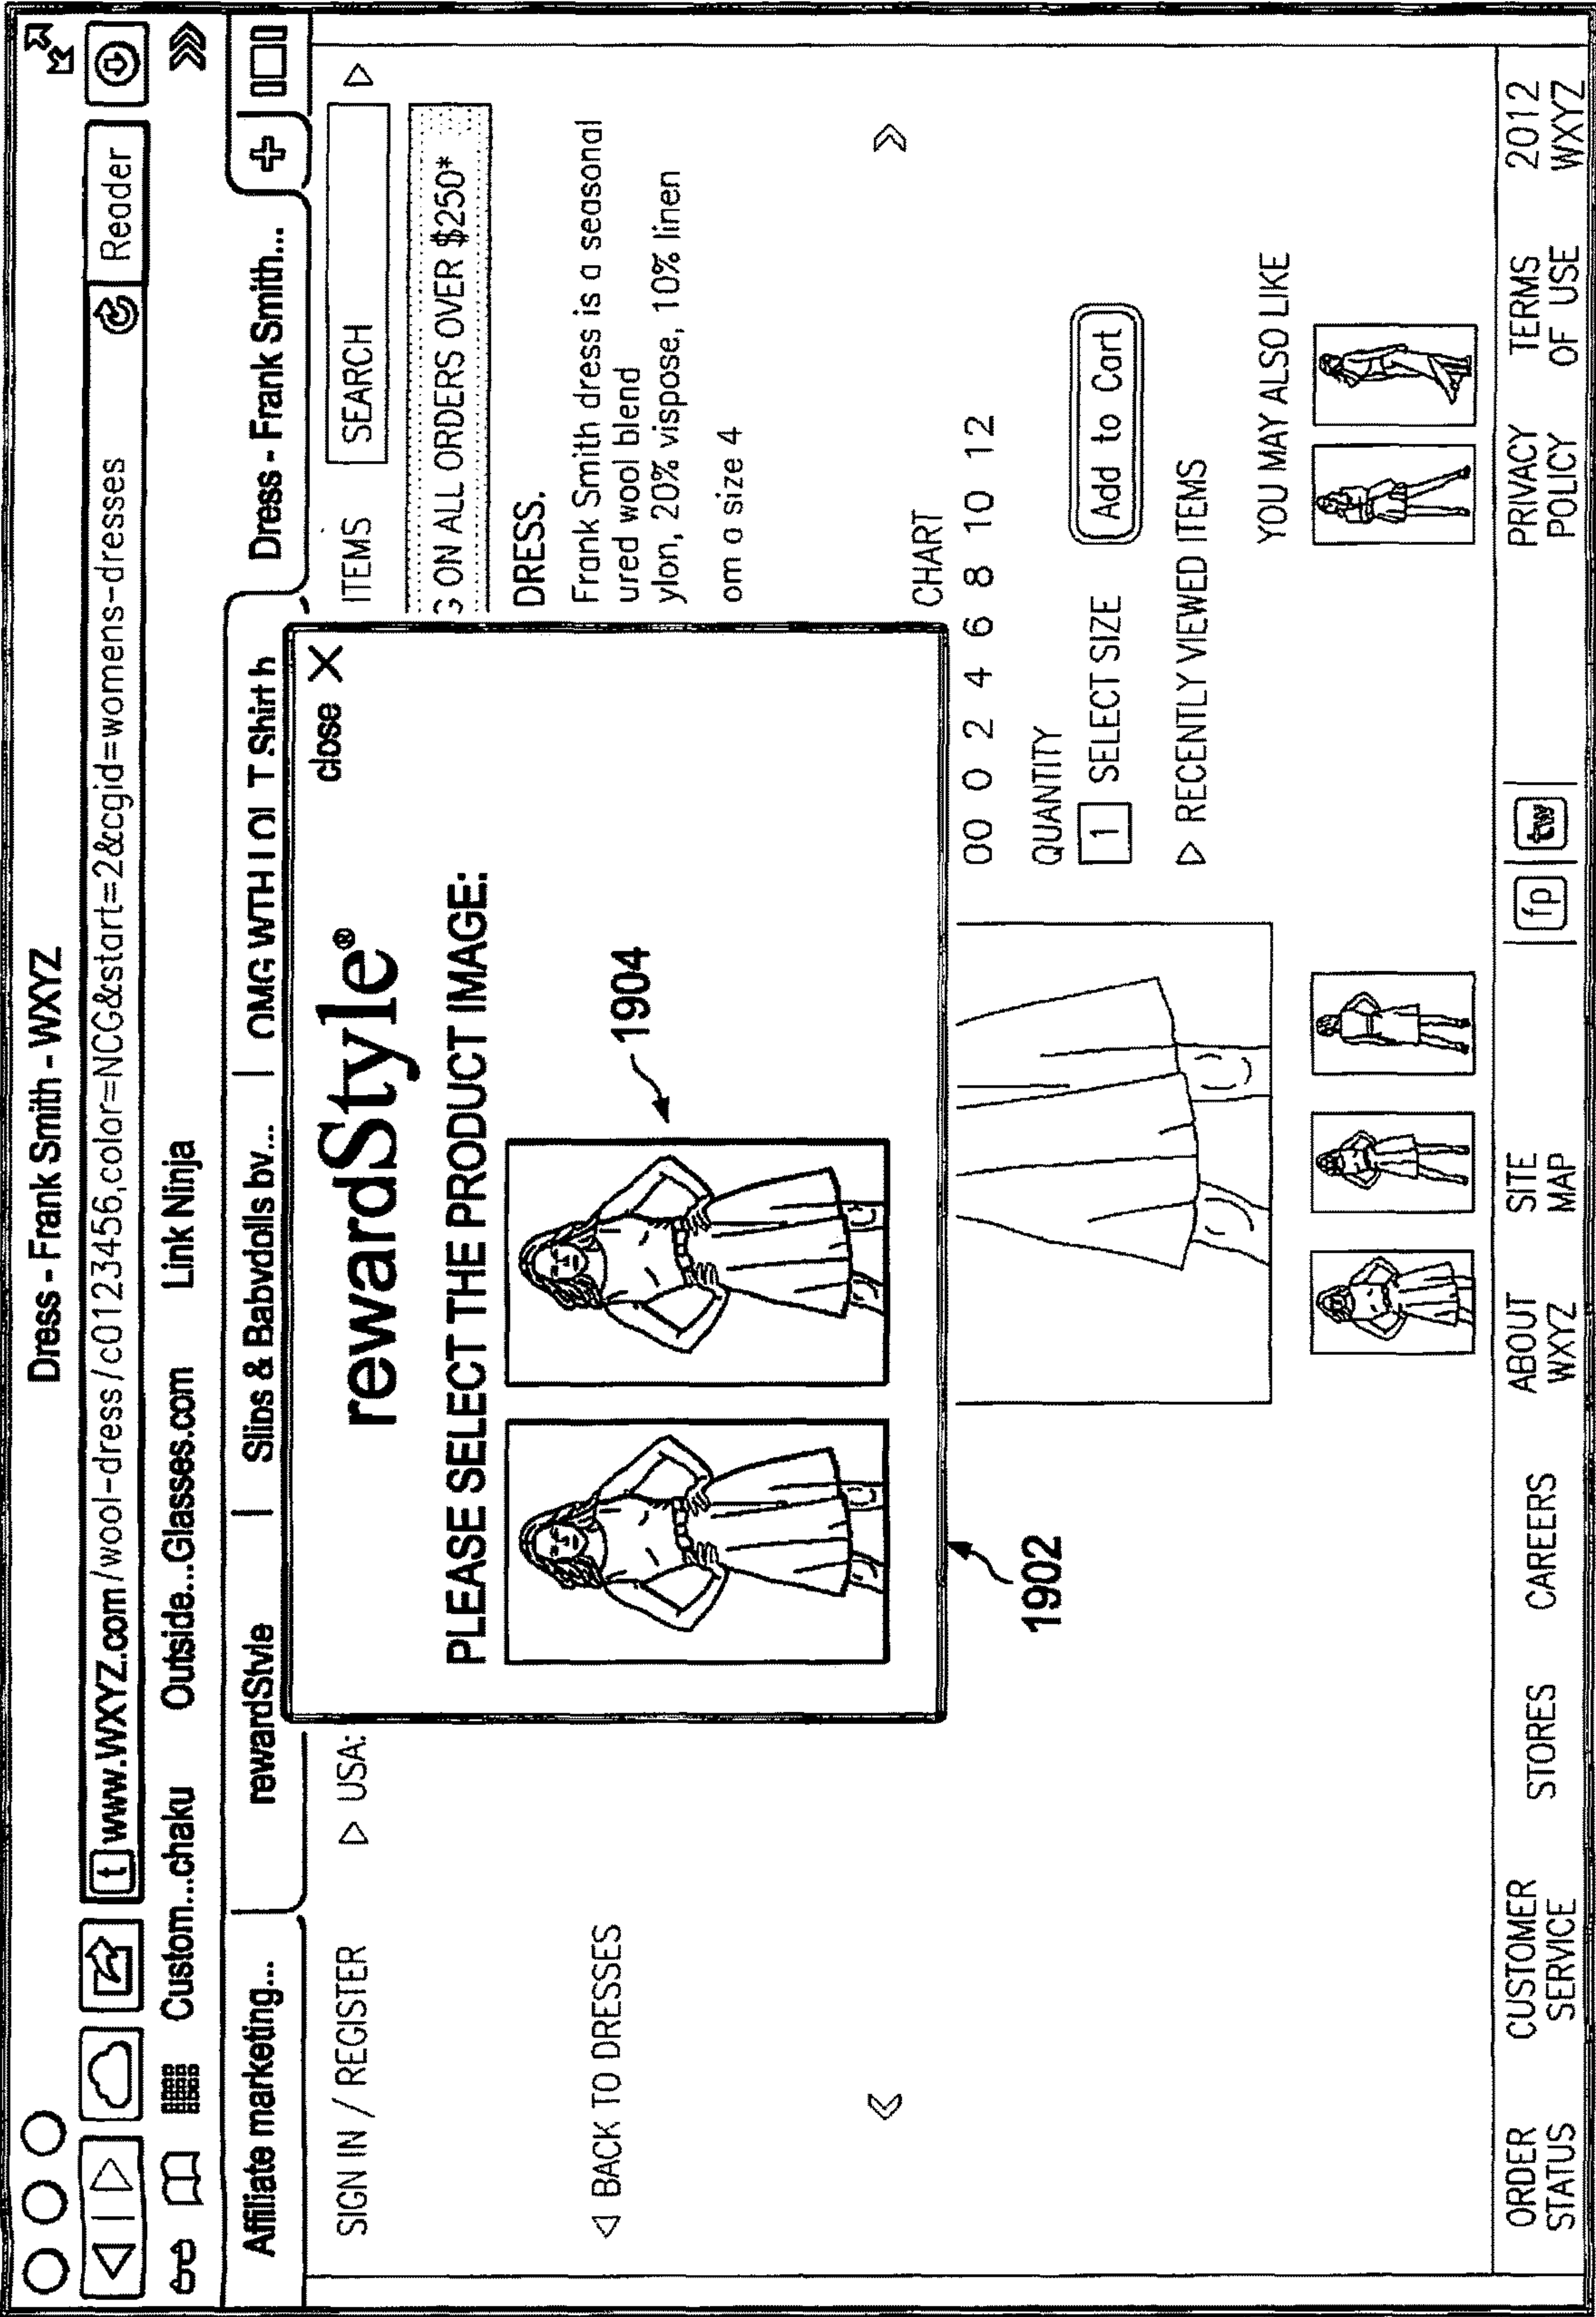 Dress - Frank Smith - WXYZ
t www.WXYZ.com/wool-dress/c0123456,color=NCG&start=2&cgid=womens-dresses
Reader
Custom...chaku Outside...Glasses.com Link Ninja
Affiliate marketing... rewardStyle | Slips & Babydolls by... | OMG WTH LOL T Shirt h Dress - Frank Smith...
SIGN IN / REGISTER USA: ITEMS SEARCH
close X
rewardStyle®
ON ALL ORDERS OVER $250*
PLEASE SELECT THE PRODUCT IMAGE:
DRESS.
BACK TO DRESSES
Frank Smith dress is a seasonal
ured wool blend
ylon, 20% vispose, 10% linen
1904
om a size 4
CHART
00 0 2 4 6 8 10 12
1902
QUANTITY
1 SELECT SIZE Add to Cart
RECENTLY VIEWED ITEMS
YOU MAY ALSO LIKE
ORDER STATUS
CUSTOMER SERVICE
STORES
CAREERS
ABOUT WXYZ
SITE MAP
fp
tw
PRIVACY POLICY
TERMS OF USE
2012 WXYZ